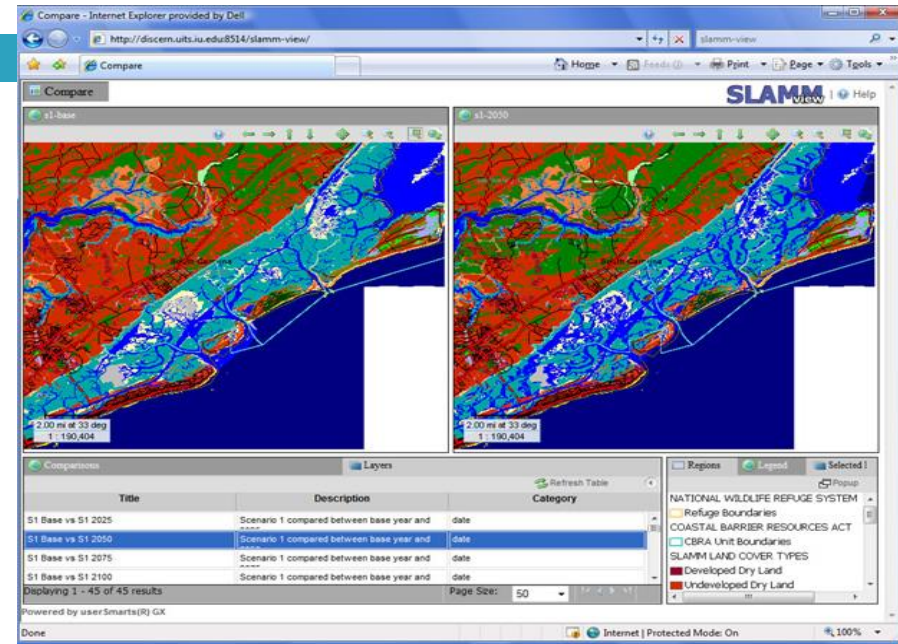 Compare - Internet Explorer provided by Dell
http://discern.uits.iu.edu:8514/slamm-view/
slamm-view
Compare
Home Feeds (J) Print Page Tools
Compare
SLAMM view | Help
s1-base
s1-2050
2.00 mi at 33 deg
1 : 190,404
2.00 mi at 33 deg
1 : 190,404
Comparisons Layers
Refresh Table
Title Description Category
S1 Base vs S1 2025 Scenario 1 compared between base year and date
S1 Base vs S1 2050 Scenario 1 compared between base year and date
S1 Base vs S1 2075 Scenario 1 compared between base year and date
S1 Base vs S1 2100 Scenario 1 compared between base year and date
Displaying 1 - 45 of 45 results Page Size: 50
Regions Legend Selected
Popup
NATIONAL WILDLIFE REFUGE SYSTEM
Refuge Boundaries
COASTAL BARRIER RESOURCES ACT
CBRA Unit Boundaries
SLAMM LAND COVER TYPES
Developed Dry Land
Undeveloped Dry Land
Powered by userSmarts(R) GX
Done Internet | Protected Mode: On 100%